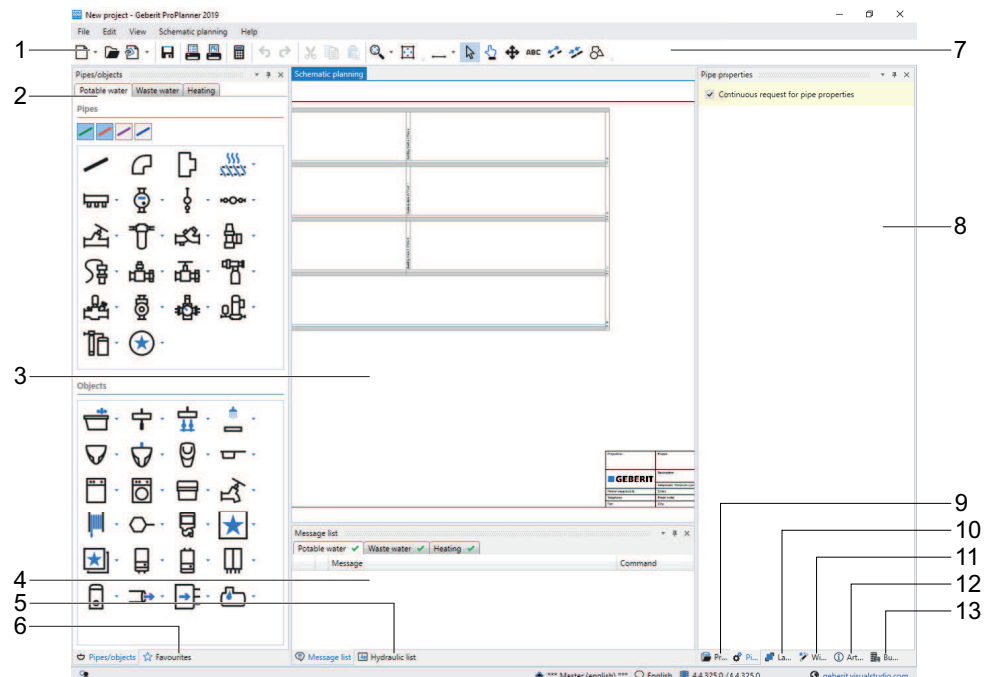 New project - Geberit ProPlanner 2019
File Edit View Schematic planning Help
1
ABC
7
Pipes/objects
Schematic planning
Pipe properties
2
Potable water Waste water Heating
Continuous request for pipe properties
Pipes
8
3
Objects
GEBERIT
9
Message list
10
Potable water Waste water Heating
11
Message Command
4
12
5
13
6
Pipes/objects Favourites
Message list Hydraulic list
Pr... Pi... La... Wi... Art... Bu...
*** Master (english) *** English 4.4.325.0 / 4.4.325.0 geberit.visualstudio.com